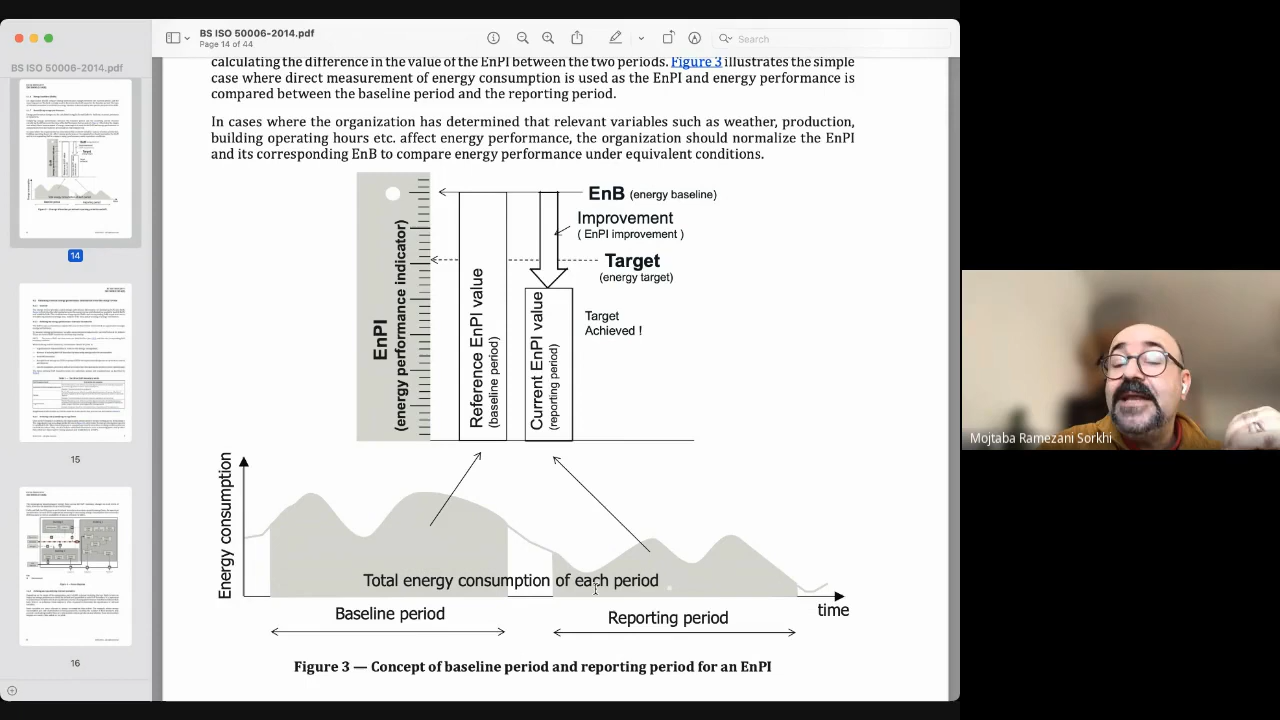 BS ISO 50006-2014.pdf
Page 14 of 44
Search
BS ISO 50006-2014.pdf
14
15
16
calculating the difference in the value of the EnPI between the two periods. Figure 3 illustrates the simple
case where direct measurement of energy consumption is used as the EnPI and energy performance is
compared between the baseline period and the reporting period.
In cases where the organization has determined that relevant variables such as weather, production,
building operating hours etc. affect energy performance, the organization should normalize the EnPI
and its corresponding EnB to compare energy performance under equivalent conditions.
EnPI
(energy performance indicator)
Reference EnPI value
(baseline period)
Current EnPI value
(reporting period)
EnB (energy baseline)
Improvement
( EnPI improvement )
Target
(energy target)
Target
Achieved !
Energy consumption
Total energy consumption of each period
time
Baseline period
Reporting period
Figure 3 — Concept of baseline period and reporting period for an EnPI
Mojtaba Ramezani Sorkhi